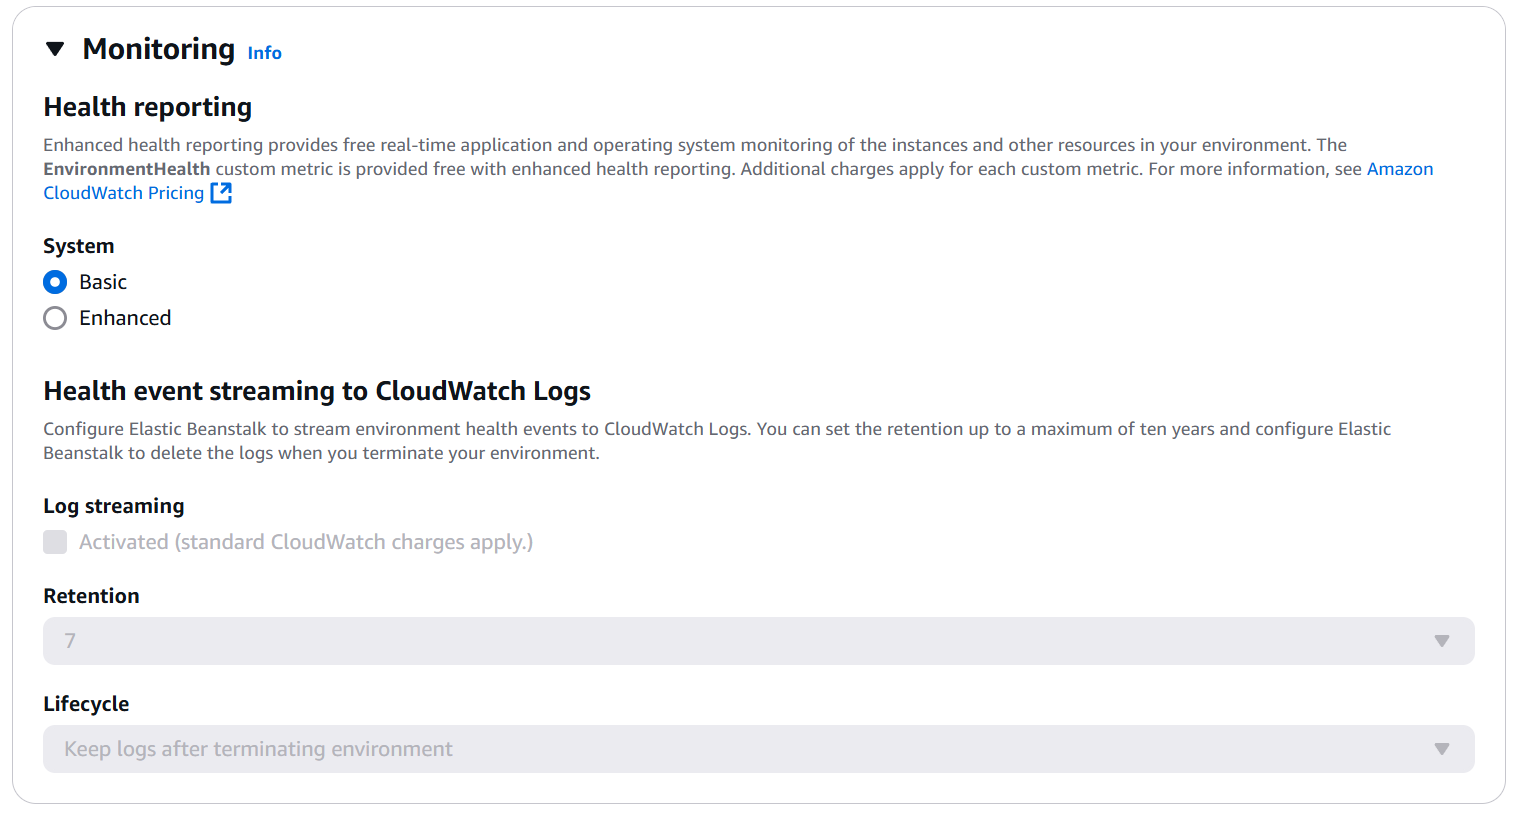 Monitoring Info
Health reporting
Enhanced health reporting provides free real-time application and operating system monitoring of the instances and other resources in your environment. The
EnvironmentHealth custom metric is provided free with enhanced health reporting. Additional charges apply for each custom metric. For more information, see Amazon
CloudWatch Pricing
System
Basic
Enhanced
Health event streaming to CloudWatch Logs
Configure Elastic Beanstalk to stream environment health events to CloudWatch Logs. You can set the retention up to a maximum of ten years and configure Elastic
Beanstalk to delete the logs when you terminate your environment.
Log streaming
Activated (standard CloudWatch charges apply.)
Retention
7
Lifecycle
Keep logs after terminating environment